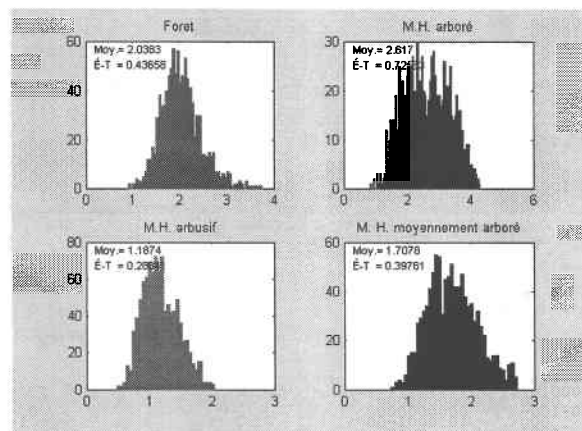 Foret
60
40
20
0
0 1 2 3 4
Moy.= 2.0383
É-T = 0.43658
M.H. arboré
30
20
10
0
0 2 4 6
Moy.= 2.617
É-T =
M.H. arbusif
80
60
40
20
0
0 1 2 3
Moy.= 1.1874
É-T =
M. H. moyennement arboré
60
40
20
0
0 1 2 3
Moy.= 1.7078
É-T = 0.39761